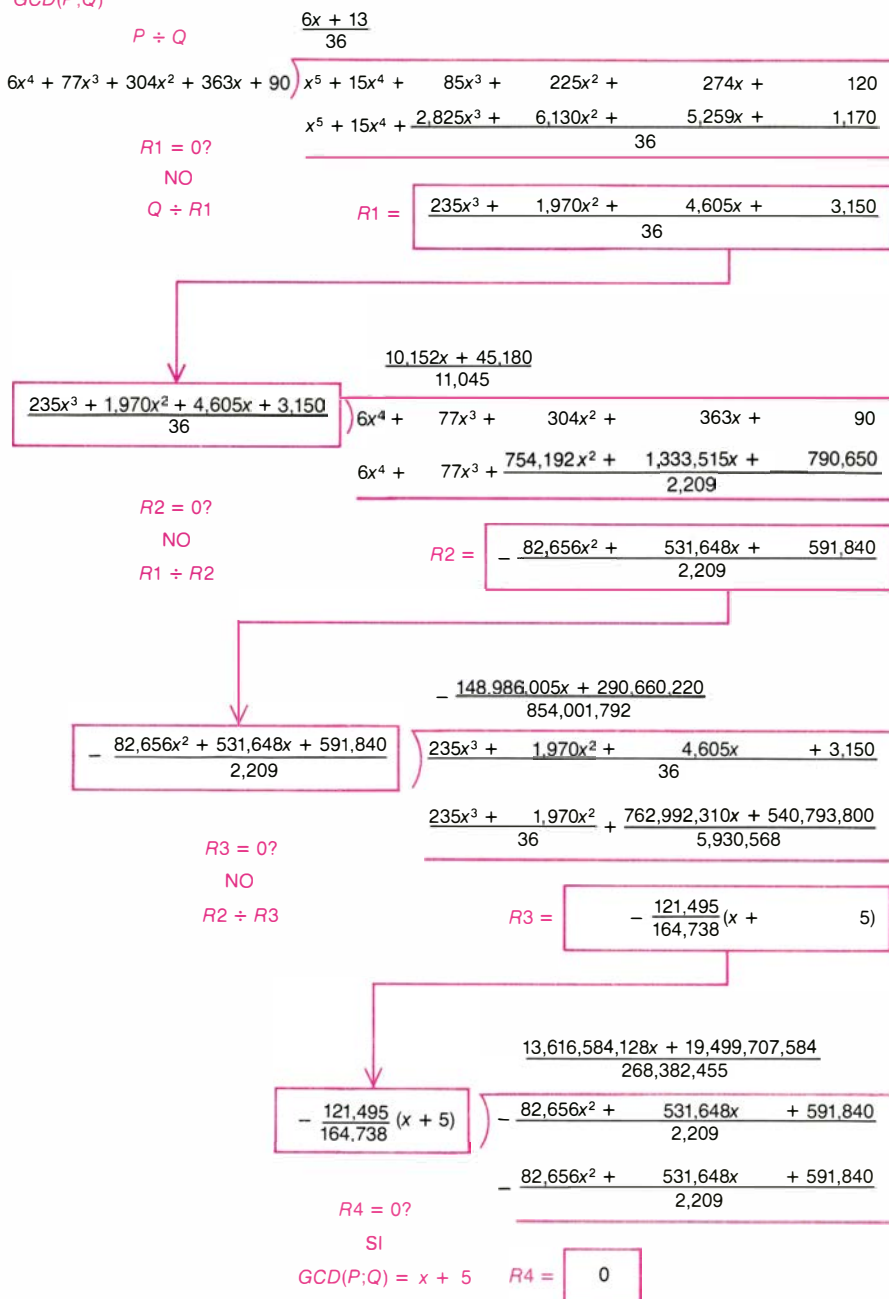 GCD(P;Q)
P ÷ Q
6x + 13
36
6x⁴ + 77x³ + 304x² + 363x + 90 ) x⁵ + 15x⁴ + 85x³ + 225x² + 274x + 120
x⁵ + 15x⁴ + 2,825x³ + 6,130x² + 5,259x + 1,170
36
R1 = 0?
NO
Q ÷ R1
R1 = 235x³ + 1,970x² + 4,605x + 3,150
36
10,152x + 45,180
11,045
235x³ + 1,970x² + 4,605x + 3,150
36
) 6x⁴ + 77x³ + 304x² + 363x + 90
6x⁴ + 77x³ + 754,192x² + 1,333,515x + 790,650
2,209
R2 = 0?
NO
R1 ÷ R2
R2 = – 82,656x² + 531,648x + 591,840
2,209
– 148.986.005x + 290,660,220
854,001,792
– 82,656x² + 531,648x + 591,840
2,209
) 235x³ + 1,970x² + 4,605x + 3,150
36
235x³ + 1,970x² + 762,992,310x + 540,793,800
36 5,930,568
R3 = 0?
NO
R2 ÷ R3
R3 = – 121,495 (x + 5)
164,738
13,616,584,128x + 19,499,707,584
268,382,455
– 121,495 (x + 5)
164,738
) – 82,656x² + 531,648x + 591,840
2,209
– 82,656x² + 531,648x + 591,840
2,209
R4 = 0?
SI
GCD(P;Q) = x + 5 R4 = 0